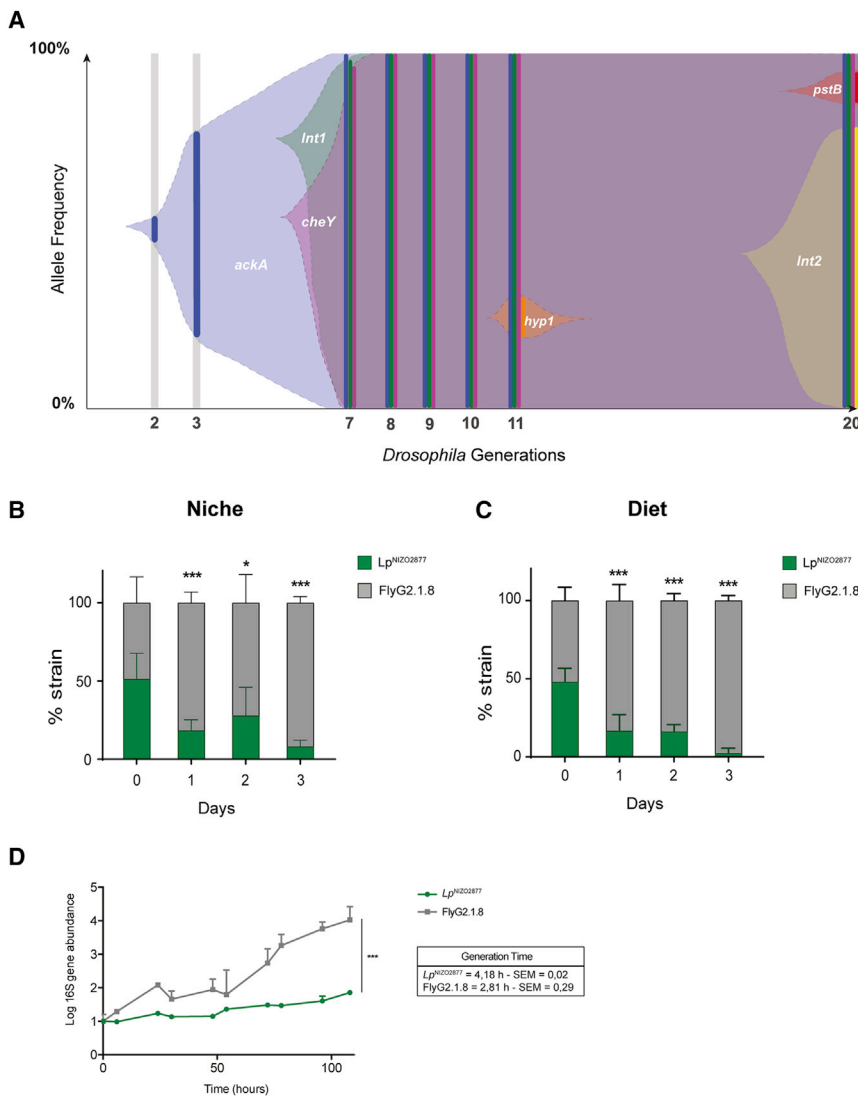 A
100%
Allele Frequency
0%
Int1
cheY
ackA
hyp1
pstB
Int2
2 3 7 8 9 10 11 20
Drosophila Generations
B
Niche
Lp^NIZO2877
FlyG2.1.8
*** * ***
% strain
100
50
0
0 1 2 3
Days
C
Diet
Lp^NIZO2877
FlyG2.1.8
*** *** ***
% strain
100
50
0
0 1 2 3
Days
D
Log 16S gene abundance
5
4
3
2
1
0
0 50 100
Time (hours)
***
Lp^NIZO2877
FlyG2.1.8
Generation Time
Lp^NIZO2877 = 4,18 h - SEM = 0,02
FlyG2.1.8 = 2,81 h - SEM = 0,29